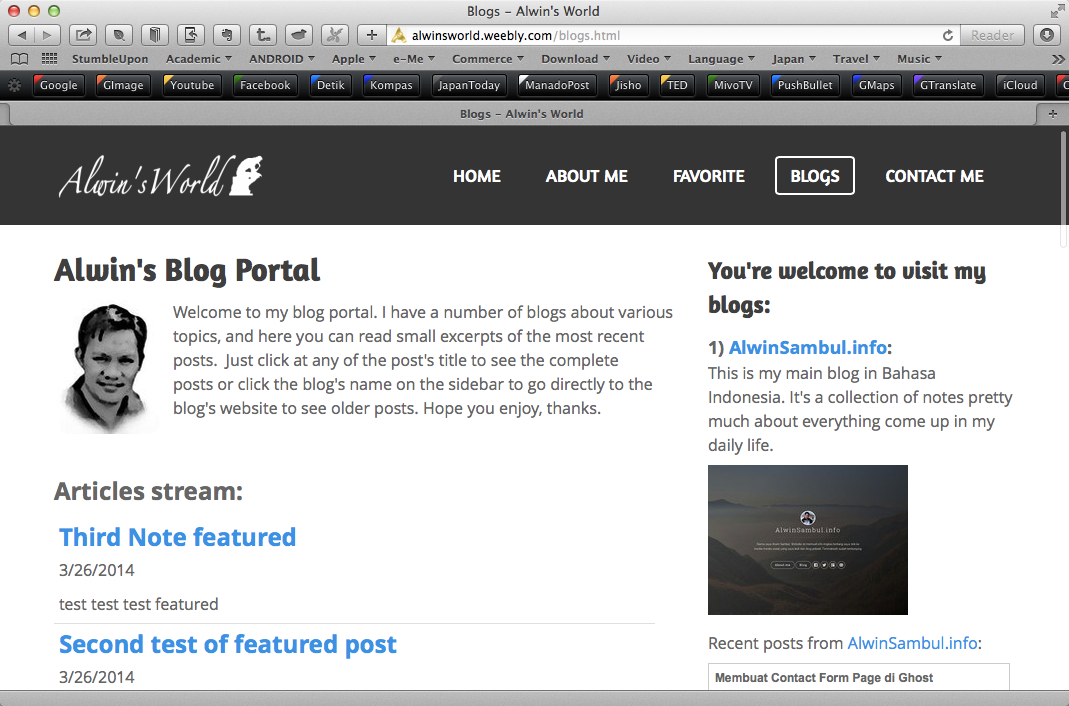 Blogs – Alwin's World
alwinsworld.weebly.com/blogs.html
Reader
StumbleUpon Academic ANDROID Apple e-Me Commerce Download Video Language Japan Travel Music
Google GImage Youtube Facebook Detik Kompas JapanToday ManadoPost Jisho TED MivoTV PushBullet GMaps GTranslate iCloud
Blogs – Alwin's World
Alwin's World
HOME ABOUT ME FAVORITE BLOGS CONTACT ME
Alwin's Blog Portal
Welcome to my blog portal. I have a number of blogs about various
topics, and here you can read small excerpts of the most recent
posts.  Just click at any of the post's title to see the complete
posts or click the blog's name on the sidebar to go directly to the
blog's website to see older posts. Hope you enjoy, thanks.
Articles stream:
Third Note featured
3/26/2014
test test test featured
Second test of featured post
3/26/2014
You're welcome to visit my
blogs:
1) AlwinSambul.info:
This is my main blog in Bahasa
Indonesia. It's a collection of notes pretty
much about everything come up in my
daily life.
AlwinSambul.info
Recent posts from AlwinSambul.info:
Membuat Contact Form Page di Ghost